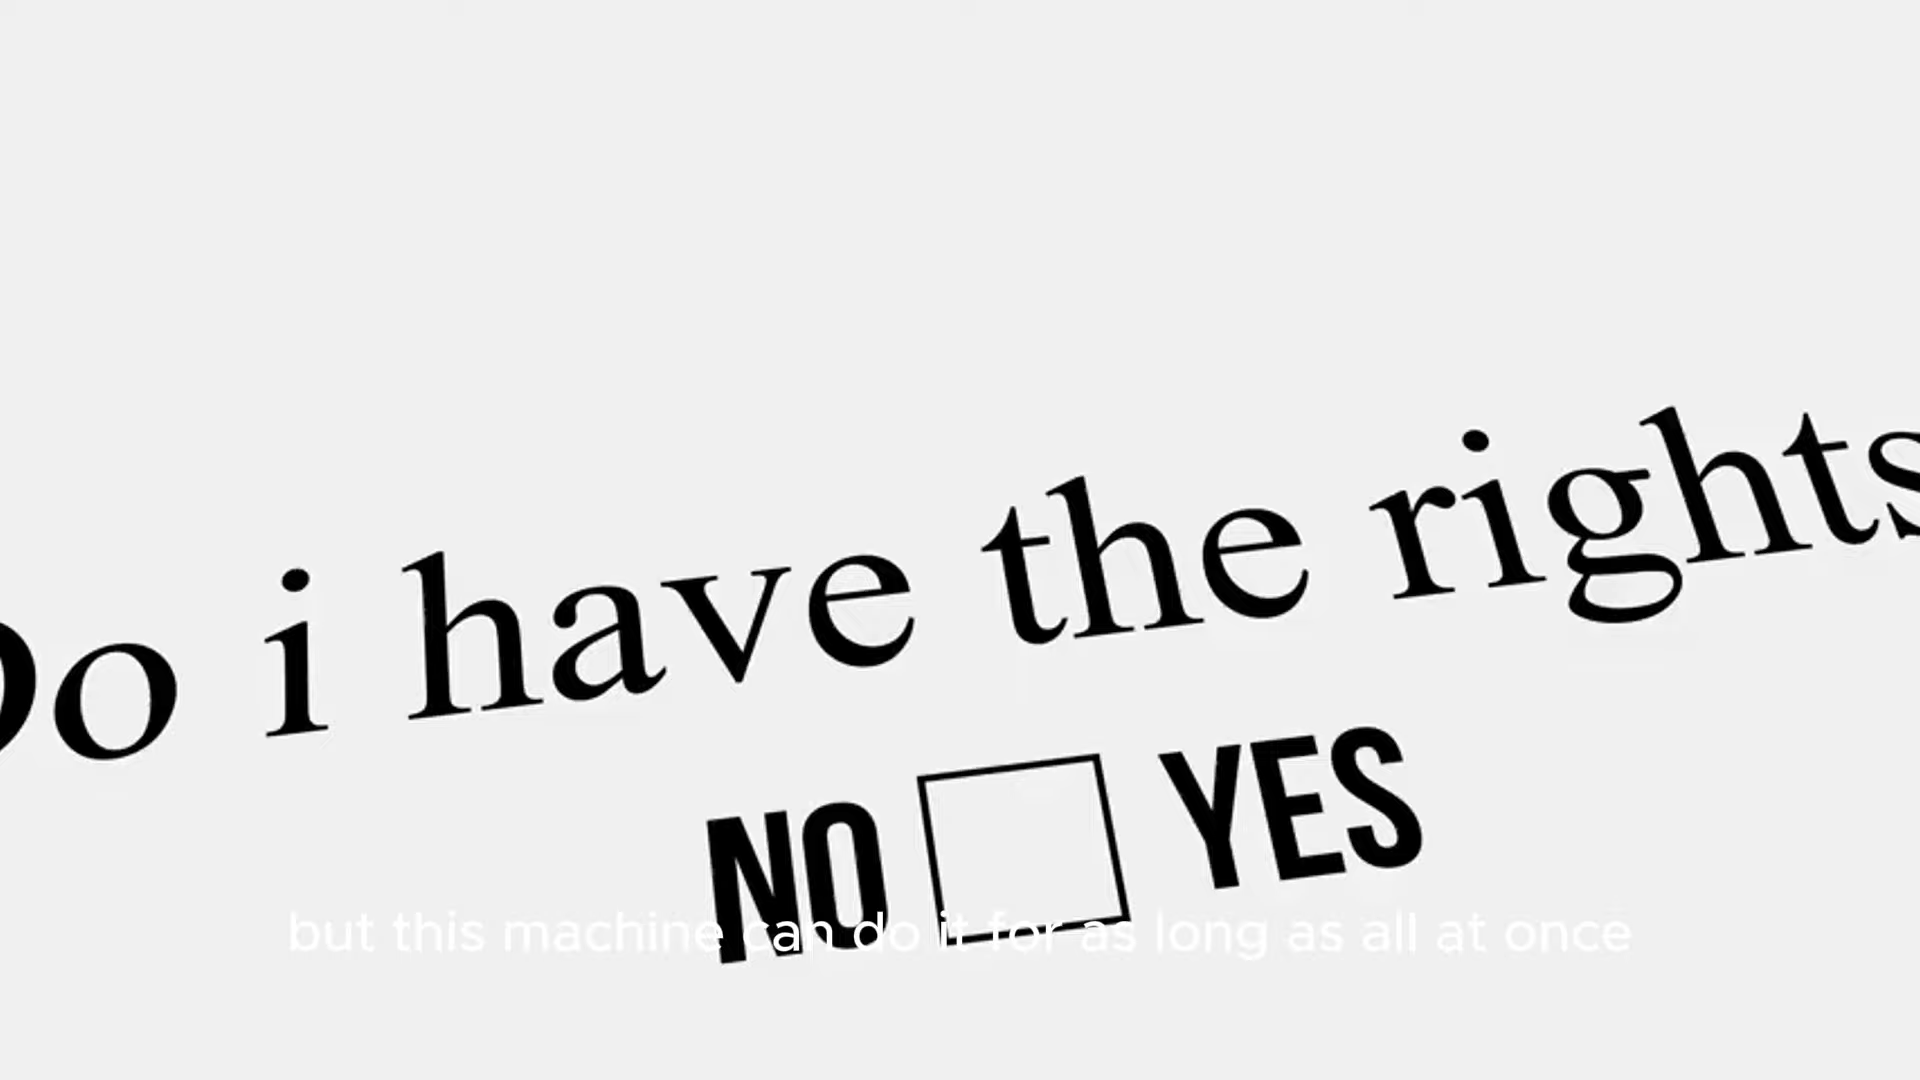 Do i have the rights
NO YES
but this machine can do it for as long as all at once